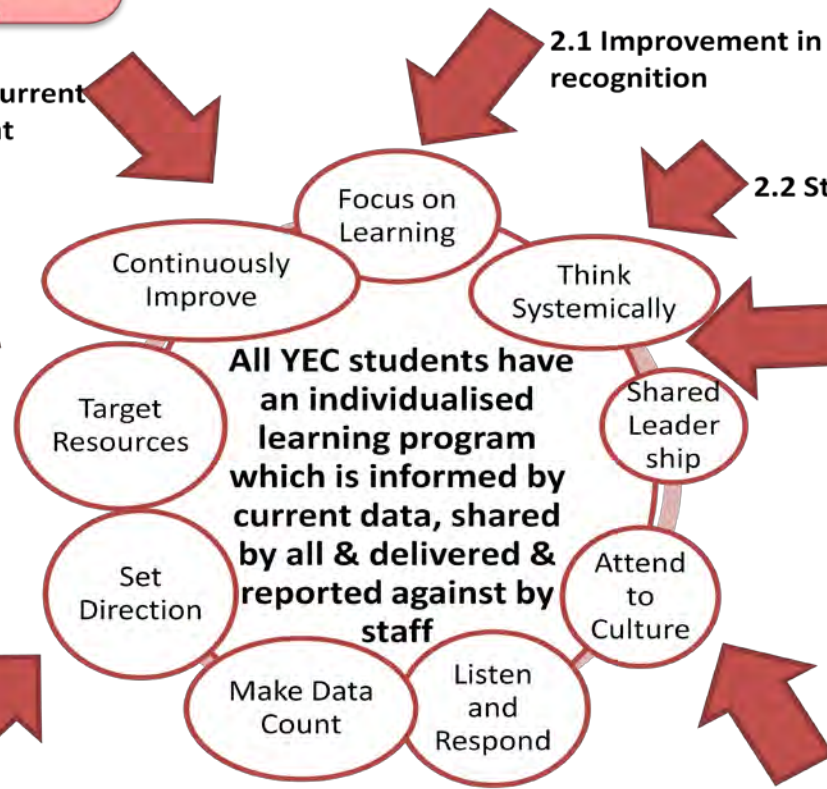 2.1 Improvement in
recognition
urrent
t
2.2 St
Focus on
Learning
Continuously
Improve
Think
Systemically
Target
Resources
Shared
Leader
ship
All YEC students have
an individualised
learning program
which is informed by
current data, shared
by all & delivered &
reported against by
staff
Set
Direction
Attend
to
Culture
Make Data
Count
Listen
and
Respond